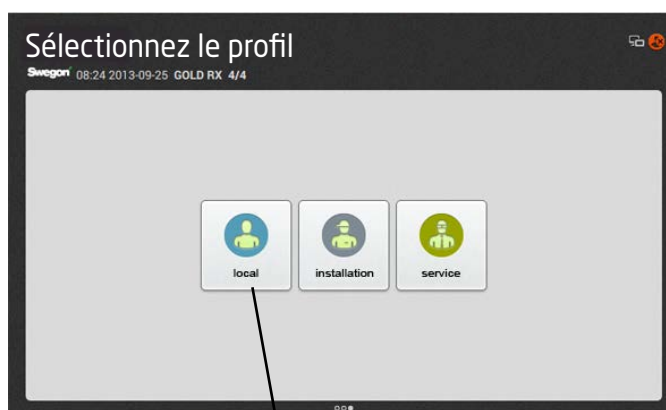 Sélectionnez le profil
Swegon 08:24 2013-09-25 GOLD RX 4/4
local
installation
service